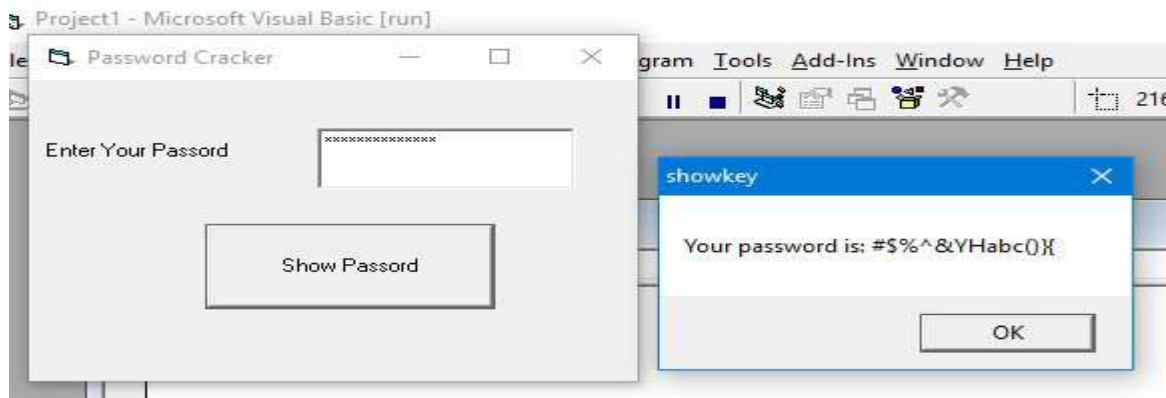 Project1 - Microsoft Visual Basic [run]
Password Cracker
gram Tools Add-Ins Window Help
216
Enter Your Passord
**************
Show Passord
showkey
Your password is: #$%^&YHabc(){
OK